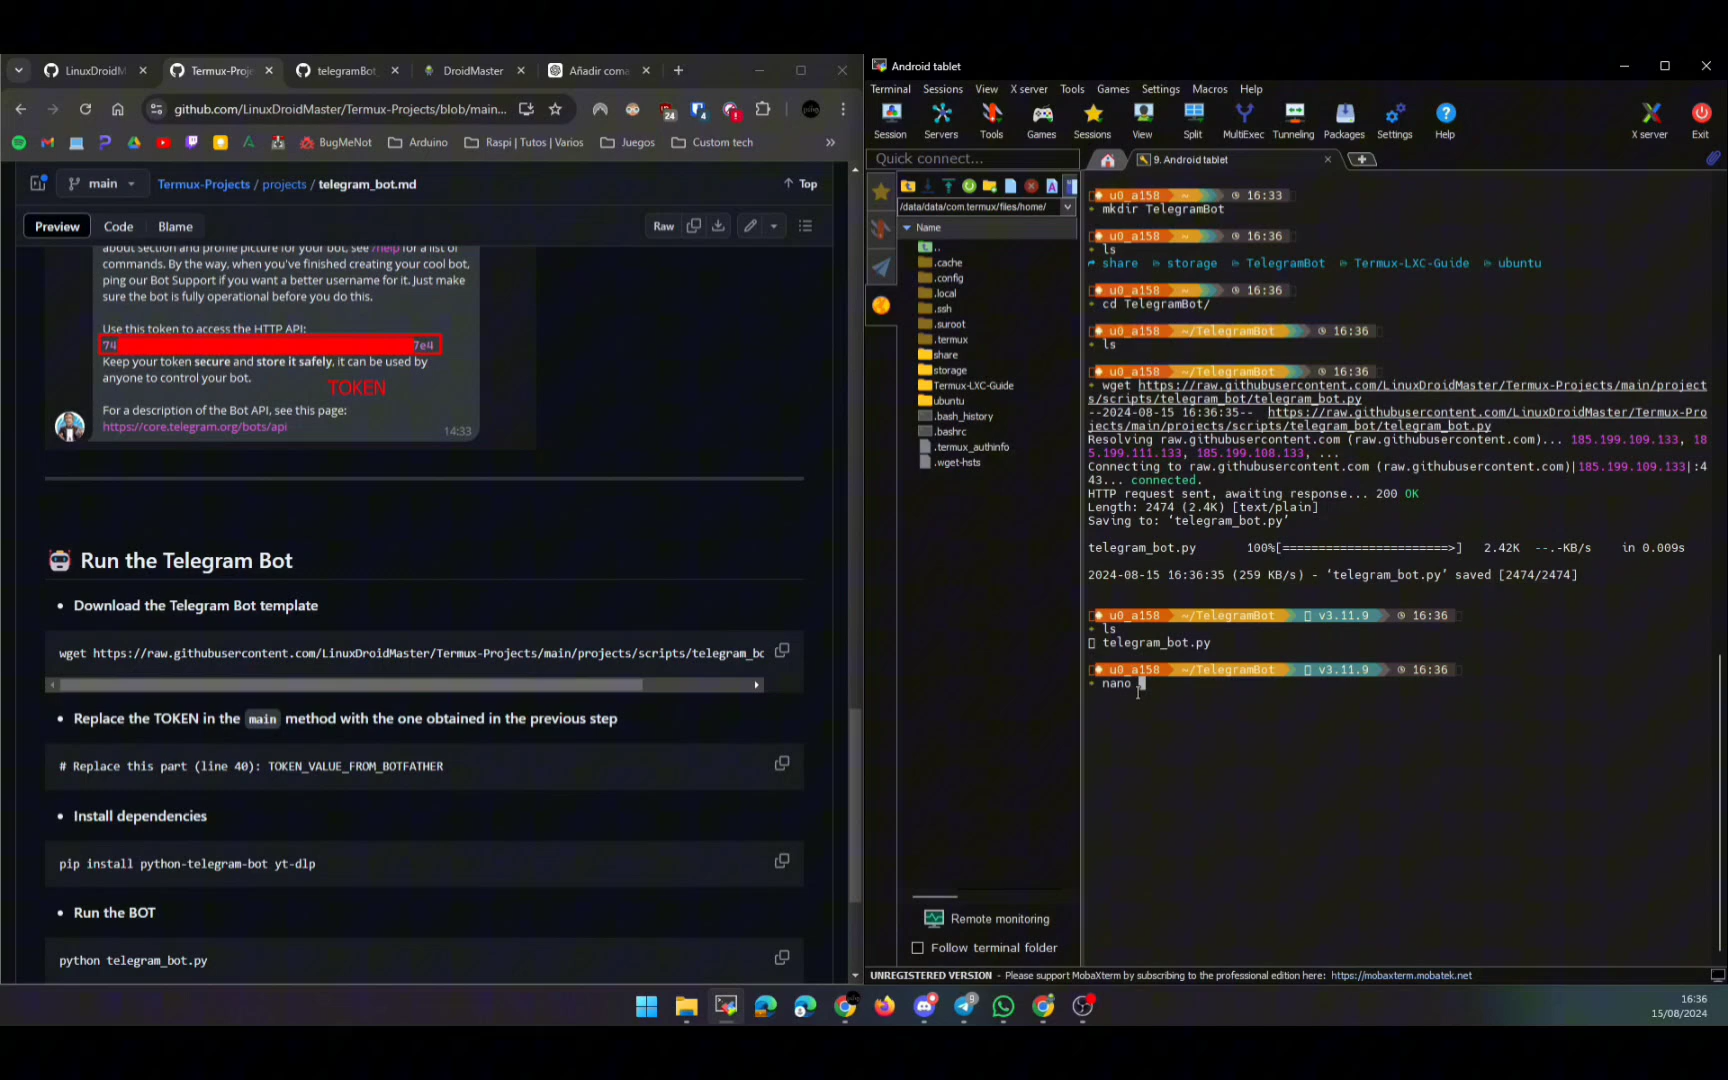 LinuxDroidM
Termux-Proj
telegramBot
DroidMaster
Añadir coma
github.com/LinuxDroidMaster/Termux-Projects/blob/main...
24
4
BugMeNot
Arduino
Raspi | Tutos | Varios
Juegos
Custom tech
main
Termux-Projects / projects / telegram_bot.md
Top
Preview
Code
Blame
Raw
about section and profile picture for your bot, see /help for a list of
commands. By the way, when you've finished creating your cool bot,
ping our Bot Support if you want a better username for it. Just make
sure the bot is fully operational before you do this.
Use this token to access the HTTP API:
74 7e4
Keep your token secure and store it safely, it can be used by
anyone to control your bot.
TOKEN
For a description of the Bot API, see this page:
https://core.telegram.org/bots/api
14:33
Run the Telegram Bot
• Download the Telegram Bot template
wget https://raw.githubusercontent.com/LinuxDroidMaster/Termux-Projects/main/projects/scripts/telegram_bo
• Replace the TOKEN in the main method with the one obtained in the previous step
# Replace this part (line 40): TOKEN_VALUE_FROM_BOTFATHER
• Install dependencies
pip install python-telegram-bot yt-dlp
• Run the BOT
python telegram_bot.py
Android tablet
Terminal Sessions View X server Tools Games Settings Macros Help
Session Servers Tools Games Sessions View Split MultiExec Tunneling Packages Settings Help X server Exit
Quick connect...
9. Android tablet
/data/data/com.termux/files/home/
Name
..
.cache
.config
.local
.ssh
.suroot
.termux
share
storage
Termux-LXC-Guide
ubuntu
.bash_history
.bashrc
.termux_authinfo
.wget-hsts
Remote monitoring
Follow terminal folder
u0_a158 ~ 16:33
mkdir TelegramBot
u0_a158 ~ 16:36
ls
share storage TelegramBot Termux-LXC-Guide ubuntu
u0_a158 ~ 16:36
cd TelegramBot/
u0_a158 ~/TelegramBot 16:36
ls
u0_a158 ~/TelegramBot 16:36
wget https://raw.githubusercontent.com/LinuxDroidMaster/Termux-Projects/main/project
s/scripts/telegram_bot/telegram_bot.py
--2024-08-15 16:36:35-- https://raw.githubusercontent.com/LinuxDroidMaster/Termux-Pro
jects/main/projects/scripts/telegram_bot/telegram_bot.py
Resolving raw.githubusercontent.com (raw.githubusercontent.com)... 185.199.109.133, 18
5.199.111.133, 185.199.108.133, ...
Connecting to raw.githubusercontent.com (raw.githubusercontent.com)|185.199.109.133|:4
43... connected.
HTTP request sent, awaiting response... 200 OK
Length: 2474 (2.4K) [text/plain]
Saving to: ‘telegram_bot.py’
telegram_bot.py 100%[========================>] 2.42K --.-KB/s in 0.009s
2024-08-15 16:36:35 (259 KB/s) - ‘telegram_bot.py’ saved [2474/2474]
u0_a158 ~/TelegramBot v3.11.9 16:36
ls
telegram_bot.py
u0_a158 ~/TelegramBot v3.11.9 16:36
nano
UNREGISTERED VERSION - Please support MobaXterm by subscribing to the professional edition here: https://mobaxterm.mobatek.net
9
16:36
15/08/2024